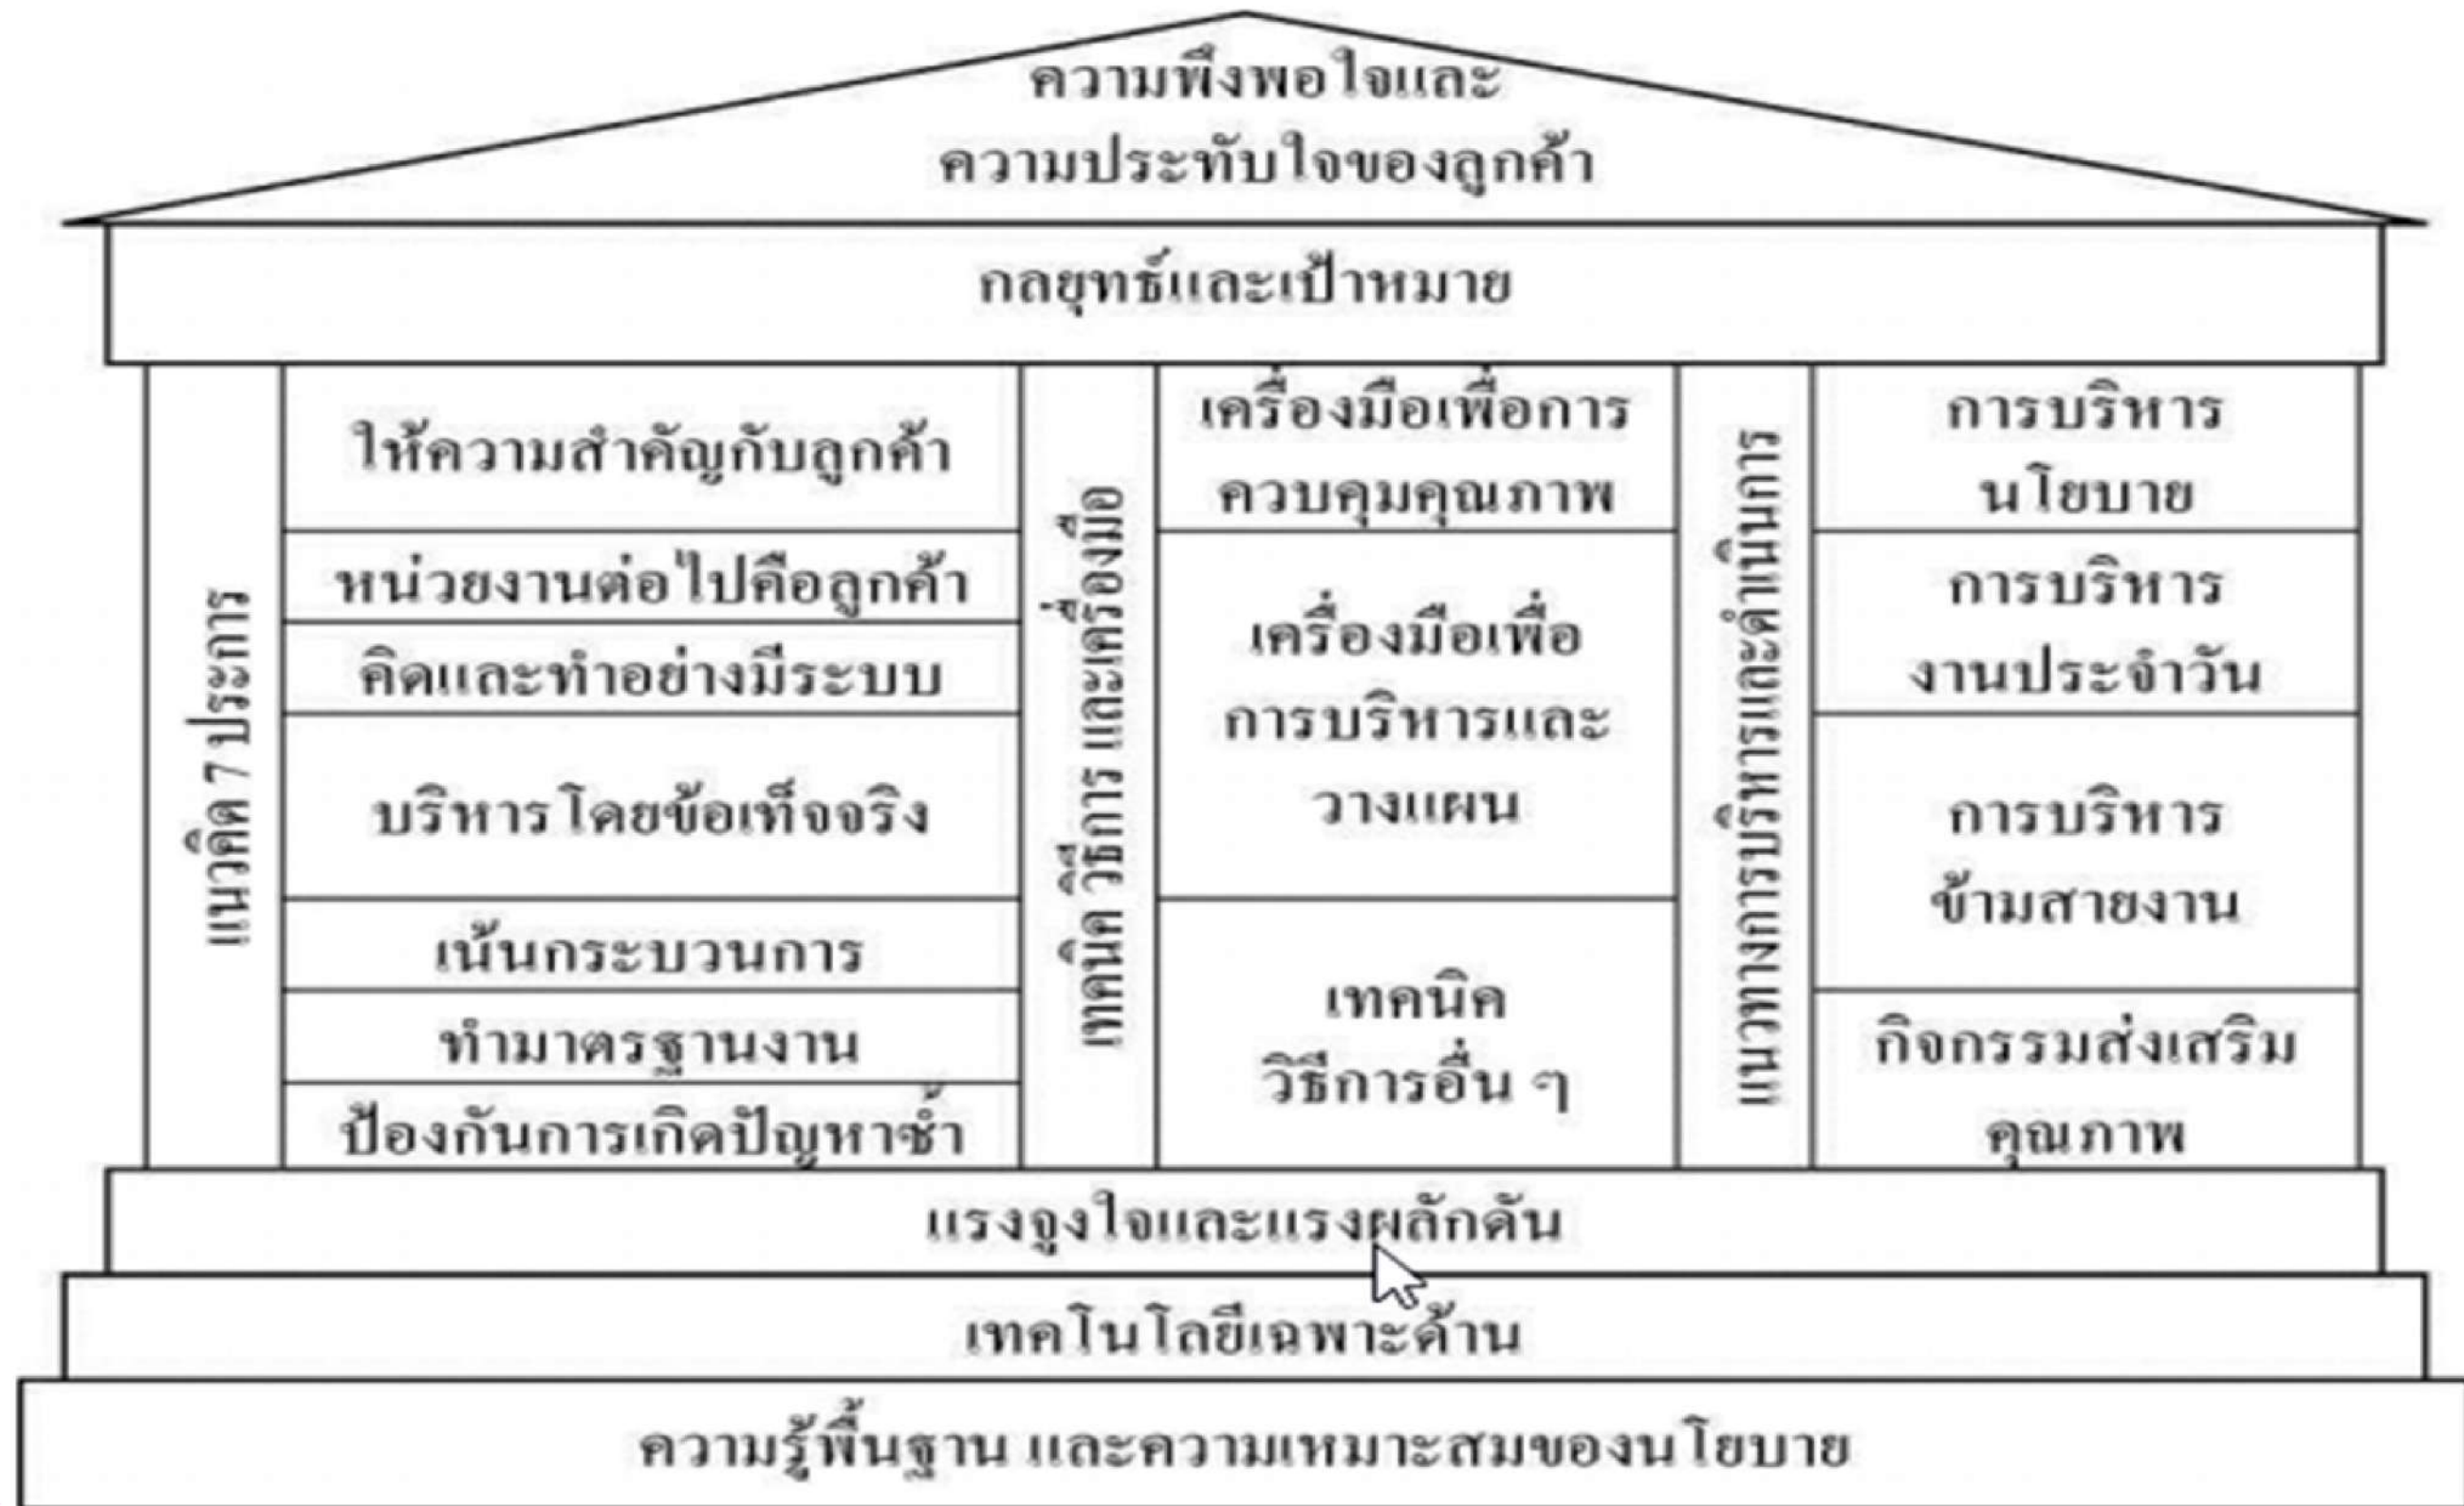 ความพึงพอใจและ
ความประทับใจของลูกค้า
กลยุทธ์และเป้าหมาย
แนวคิด 7 ประการ
ให้ความสำคัญกับลูกค้า
หน่วยงานต่อไปคือลูกค้า
คิดและทำอย่างมีระบบ
บริหารโดยข้อเท็จจริง
เน้นกระบวนการ
ทำมาตรฐานงาน
ป้องกันการเกิดปัญหาซ้ำ
เทคนิค วิธีการ และเครื่องมือ
เครื่องมือเพื่อการ
ควบคุมคุณภาพ
เครื่องมือเพื่อ
การบริหารและ
วางแผน
เทคนิค
วิธีการอื่น ๆ
แนวทางการบริหารและดำเนินการ
การบริหาร
นโยบาย
การบริหาร
งานประจำวัน
การบริหาร
ข้ามสายงาน
กิจกรรมส่งเสริม
คุณภาพ
แรงจูงใจและแรงผลักดัน
เทคโนโลยีเฉพาะด้าน
ความรู้พื้นฐาน และความเหมาะสมของนโยบาย